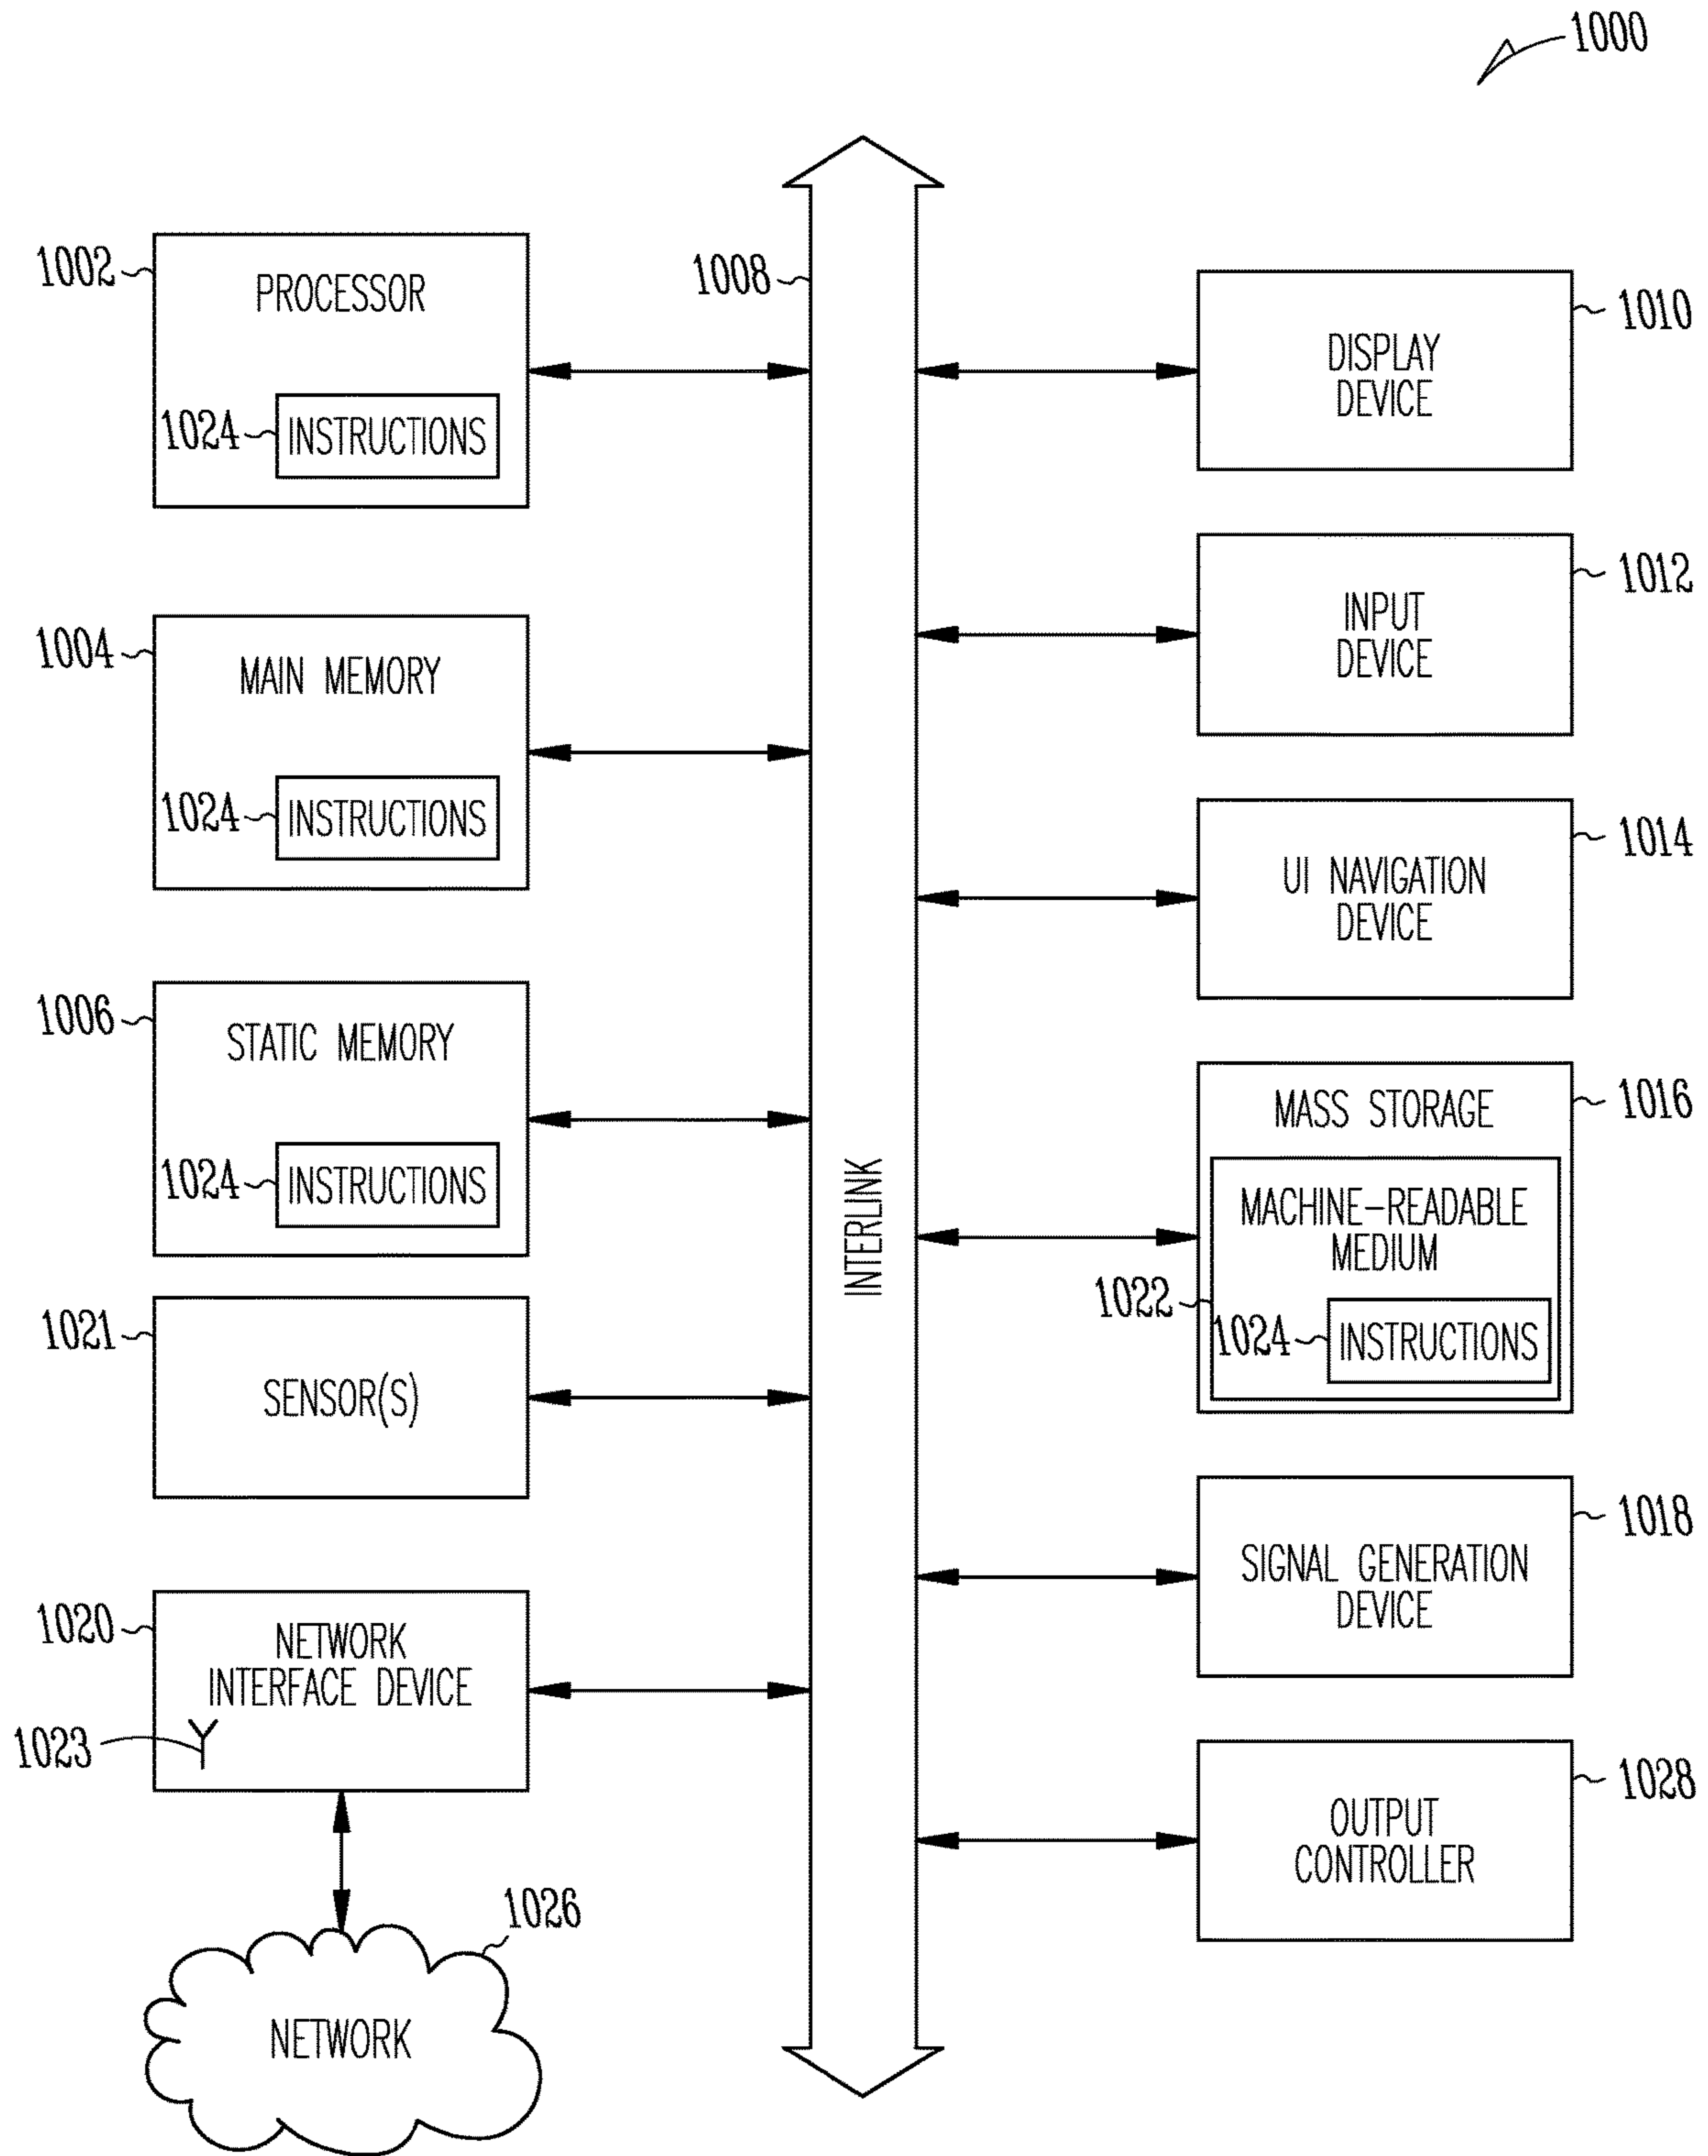 1000
1002
PROCESSOR
1024
INSTRUCTIONS
1004
MAIN MEMORY
1024
INSTRUCTIONS
1006
STATIC MEMORY
1024
INSTRUCTIONS
1021
SENSOR(S)
1020
NETWORK
INTERFACE DEVICE
1023
1026
NETWORK
1008
INTERLINK
1010
DISPLAY
DEVICE
1012
INPUT
DEVICE
1014
UI NAVIGATION
DEVICE
1016
MASS STORAGE
MACHINE-READABLE
MEDIUM
1022
1024
INSTRUCTIONS
1018
SIGNAL GENERATION
DEVICE
1028
OUTPUT
CONTROLLER